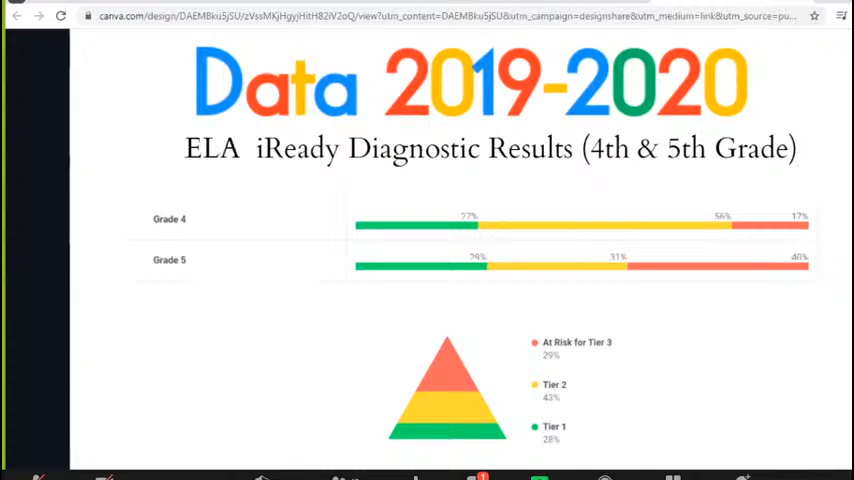 canva.com/design/DAEMBku5jSU/zVssMKjHgyjHitH82iV2oQ/view?utm_content=DAEMBku5jSU&utm_campaign=designshare&utm_medium=link&utm_source=pu...
Data 2019-2020
ELA iReady Diagnostic Results (4th & 5th Grade)
Grade 4 27% 56% 17%
Grade 5 29% 31% 40%
At Risk for Tier 3
29%
Tier 2
43%
Tier 1
28%
1